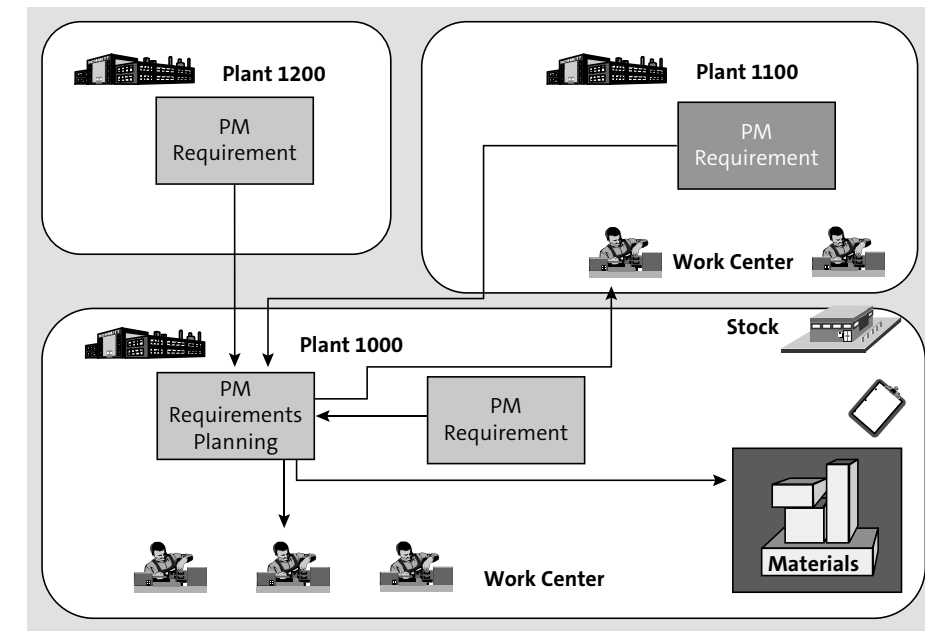 Plant 1200
PM
Requirement
Plant 1100
PM
Requirement
Work Center
Stock
Plant 1000
PM
Requirements
Planning
PM
Requirement
Materials
Work Center